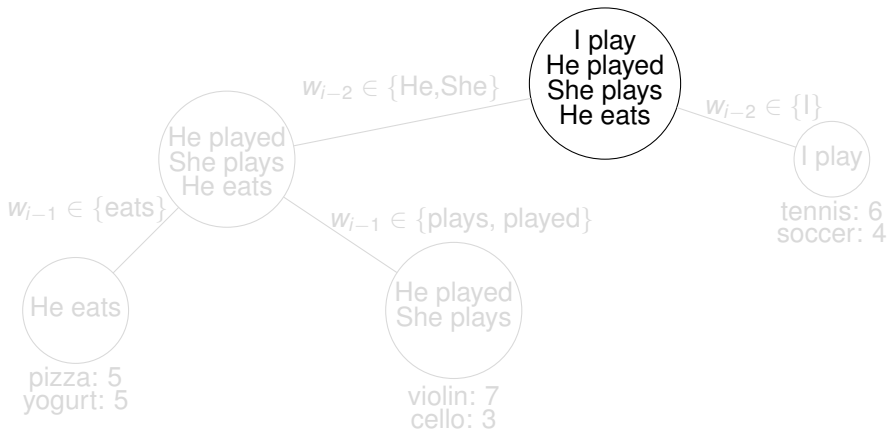 I play
He played
She plays
He eats
w_{i−2} ∈ {He,She}
w_{i−2} ∈ {I}
He played
She plays
He eats
I play
tennis: 6
soccer: 4
w_{i−1} ∈ {eats}
w_{i−1} ∈ {plays, played}
He eats
pizza: 5
yogurt: 5
He played
She plays
violin: 7
cello: 3